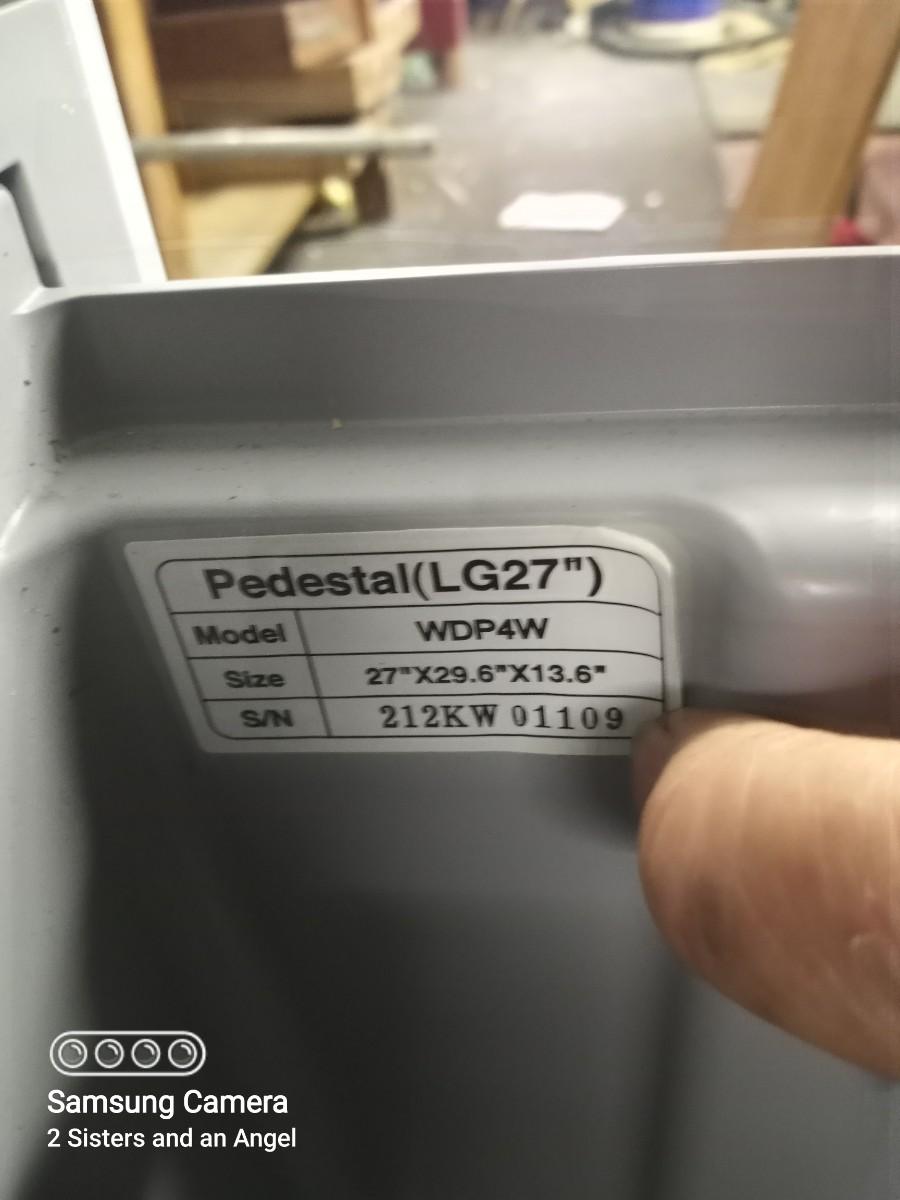 Pedestal(LG27")
Model WDP4W
Size 27"X29.6"X13.6"
S/N 212KW 01109
Samsung Camera
2 Sisters and an Angel